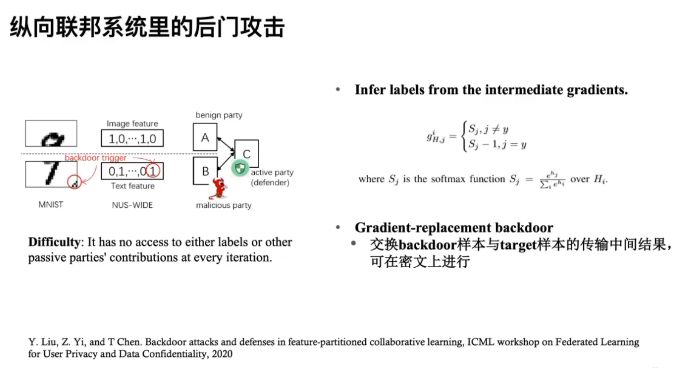 纵向联邦系统里的后门攻击
Image feature
1,0,···,1,0
backdoor trigger
0,1,···,0,1
Text feature
MNIST
NUS-WIDE
benign party
A
B
C
active party
(defender)
malicious party
Difficulty: It has no access to either labels or other
passive parties' contributions at every iteration.
• Infer labels from the intermediate gradients.
g^i_{H,j} = { S_j, j ≠ y
S_j − 1, j = y
where S_j is the softmax function S_j = e^{h_j} / Σ_i e^{h_i} over H_i.
• Gradient-replacement backdoor
• 交换backdoor样本与target样本的传输中间结果，
可在密文上进行
Y. Liu, Z. Yi, and T Chen. Backdoor attacks and defenses in feature-partitioned collaborative learning, ICML workshop on Federated Learning
for User Privacy and Data Confidentiality, 2020